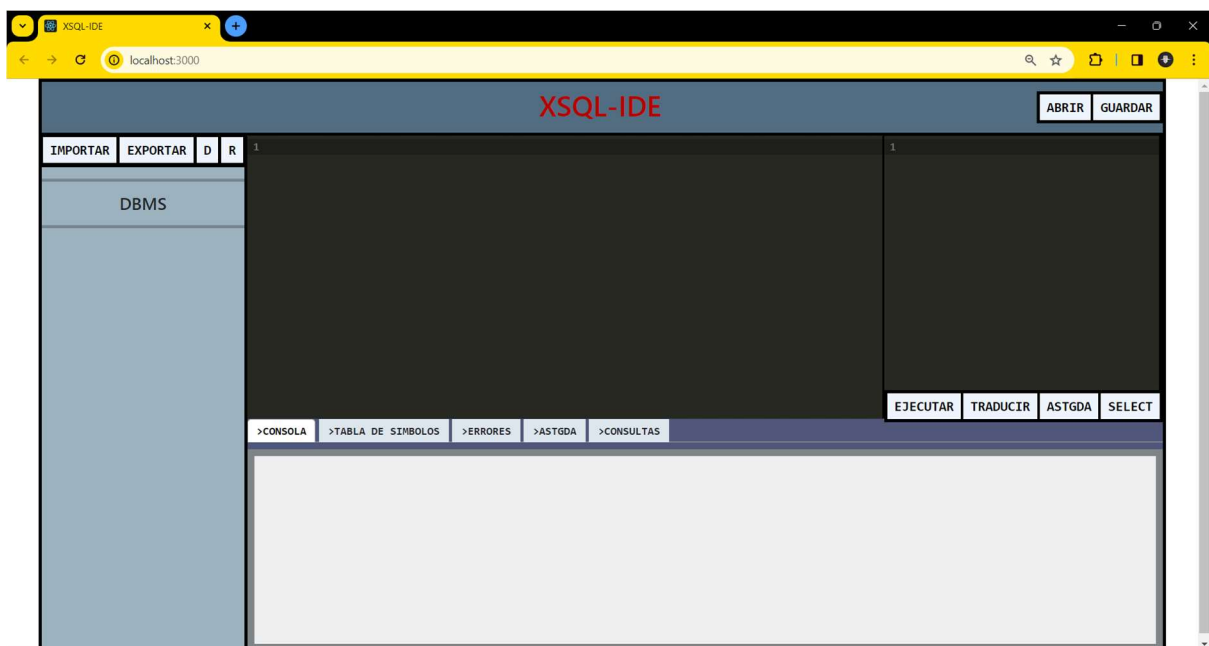 XSQL-IDE
localhost:3000
XSQL-IDE
ABRIR GUARDAR
IMPORTAR EXPORTAR D R
1
1
DBMS
EJECUTAR TRADUCIR ASTGDA SELECT
>CONSOLA >TABLA DE SIMBOLOS >ERRORES >ASTGDA >CONSULTAS